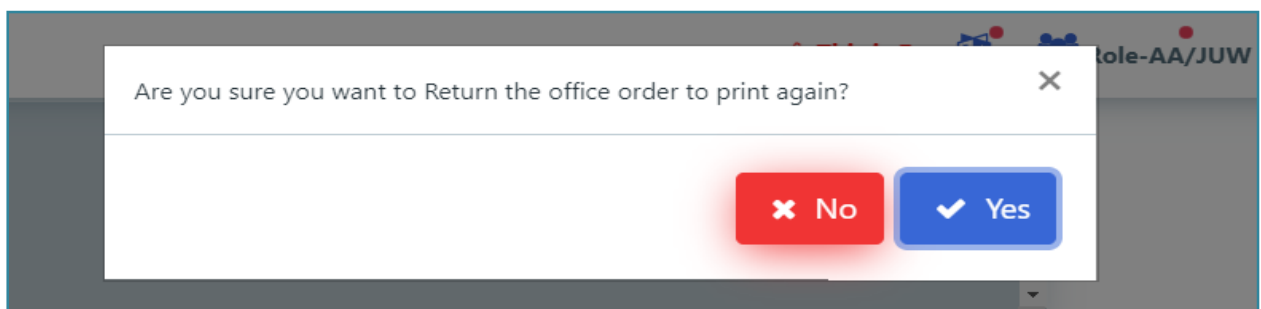 Role-AA/JUW
Are you sure you want to Return the office order to print again?
No
Yes